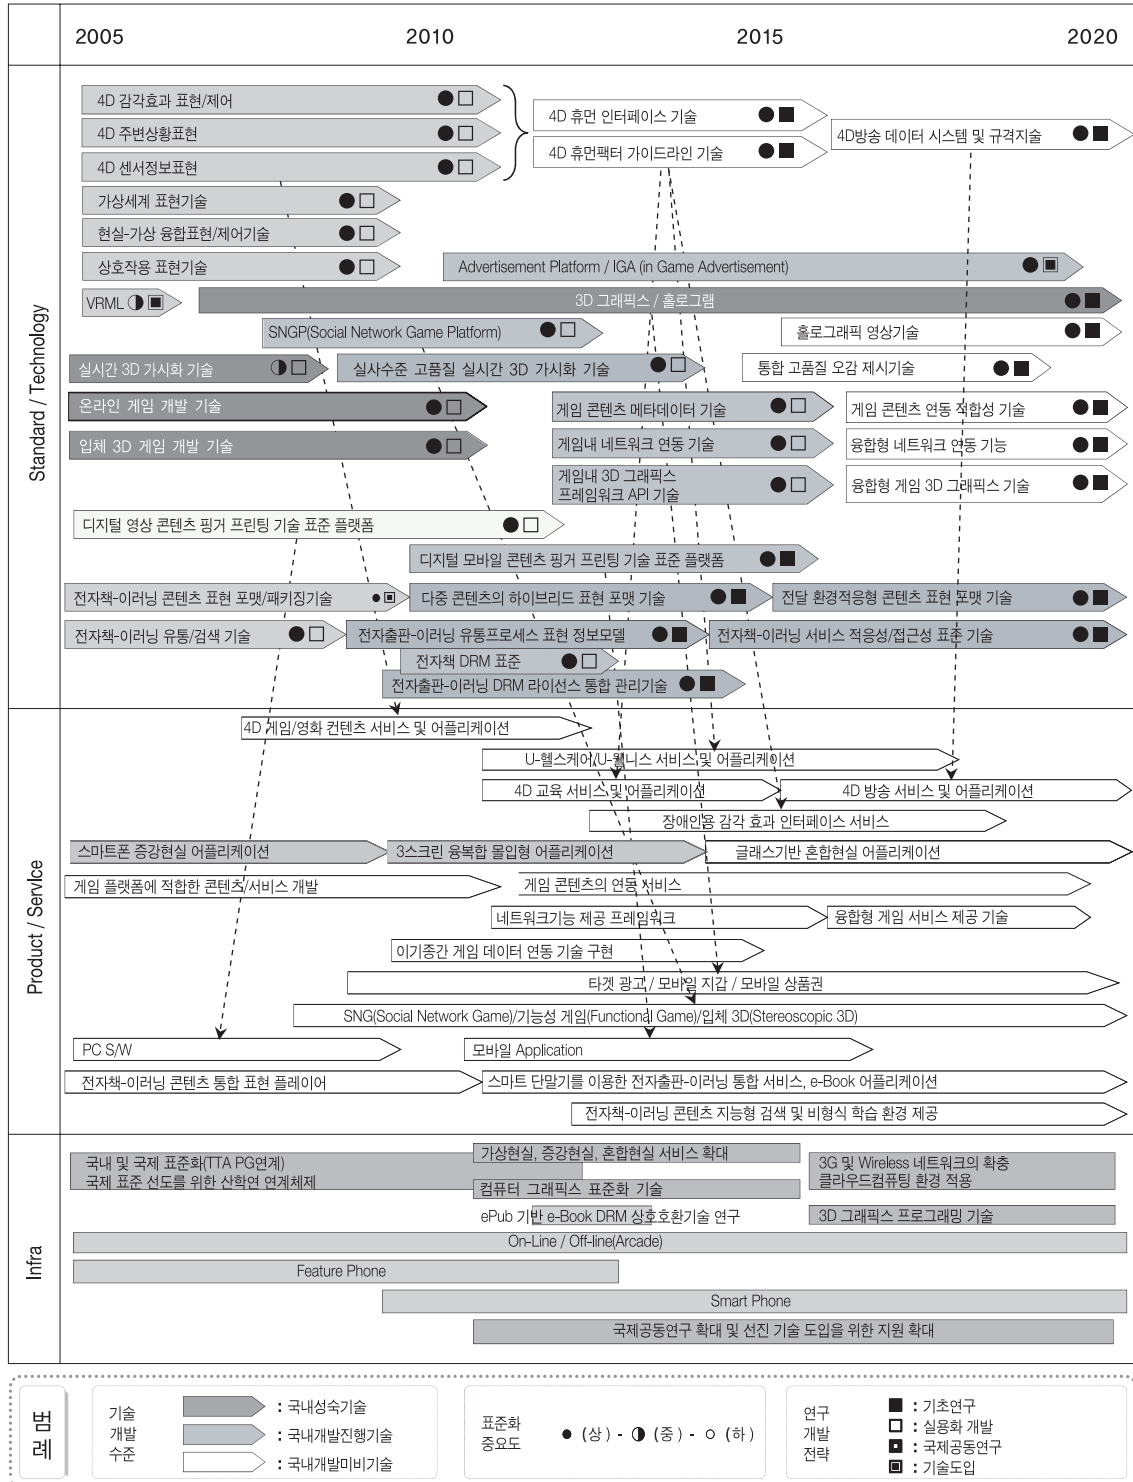 2005
2010
2015
2020
Standard / Technology
4D 감각효과 표현/제어
4D 주변상황표현
4D 센서정보표현
4D 휴먼 인터페이스 기술
4D 휴먼팩터 가이드라인 기술
4D방송 데이터 시스템 및 규격지술
가상세계 표현기술
현실-가상 융합표현/제어기술
상호작용 표현기술
Advertisement Platform / IGA (in Game Advertisement)
VRML
3D 그래픽스 / 홀로그램
SNGP(Social Network Game Platform)
홀로그래픽 영상기술
실시간 3D 가시화 기술
실사수준 고품질 실시간 3D 가시화 기술
통합 고품질 오감 제시기술
온라인 게임 개발 기술
게임 콘텐츠 메타데이터 기술
게임 콘텐츠 연동 적합성 기술
입체 3D 게임 개발 기술
게임내 네트워크 연동 기술
융합형 네트워크 연동 기능
게임내 3D 그래픽스
프레임워크 API 기술
융합형 게임 3D 그래픽스 기술
디지털 영상 콘텐츠 핑거 프린팅 기술 표준 플랫폼
디지털 모바일 콘텐츠 핑거 프린팅 기술 표준 플랫폼
전자책-이러닝 콘텐츠 표현 포맷/패키징기술
다중 콘텐츠의 하이브리드 표현 포맷 기술
전달 환경적응형 콘텐츠 표현 포맷 기술
전자책-이러닝 유통/검색 기술
전자출판-이러닝 유통프로세스 표현 정보모델
전자책-이러닝 서비스 적응성/접근성 표준 기술
전자책 DRM 표준
전자출판-이러닝 DRM 라이선스 통합 관리기술
Product / Service
4D 게임/영화 컨텐츠 서비스 및 어플리케이션
U-헬스케어/U-웰니스 서비스 및 어플리케이션
4D 교육 서비스 및 어플리케이션
4D 방송 서비스 및 어플리케이션
장애인용 감각 효과 인터페이스 서비스
스마트폰 증강현실 어플리케이션
3스크린 융복합 몰입형 어플리케이션
글래스기반 혼합현실 어플리케이션
게임 플랫폼에 적합한 콘텐츠/서비스 개발
게임 콘텐츠의 연동 서비스
네트워크기능 제공 프레임워크
융합형 게임 서비스 제공 기술
이기종간 게임 데이터 연동 기술 구현
타겟 광고 / 모바일 지갑 / 모바일 상품권
SNG(Social Network Game)/기능성 게임(Functional Game)/입체 3D(Stereoscopic 3D)
PC S/W
모바일 Application
전자책-이러닝 콘텐츠 통합 표현 플레이어
스마트 단말기를 이용한 전자출판-이러닝 통합 서비스, e-Book 어플리케이션
전자책-이러닝 콘텐츠 지능형 검색 및 비형식 학습 환경 제공
Infra
국내 및 국제 표준화(TTA PG연계)
국제 표준 선도를 위한 산학연 연계체제
가상현실, 증강현실, 혼합현실 서비스 확대
3G 및 Wireless 네트워크의 확충
클라우드컴퓨팅 환경 적용
컴퓨터 그래픽스 표준화 기술
ePub 기반 e-Book DRM 상호호환기술 연구
3D 그래픽스 프로그래밍 기술
On-Line / Off-line(Arcade)
Feature Phone
Smart Phone
국제공동연구 확대 및 선진 기술 도입을 위한 지원 확대
범례
기술
개발
수준
: 국내성숙기술
: 국내개발진행기술
: 국내개발미비기술
표준화
중요도
● (상) - ◑ (중) - ○ (하)
연구
개발
전략
: 기초연구
: 실용화 개발
: 국제공동연구
: 기술도입